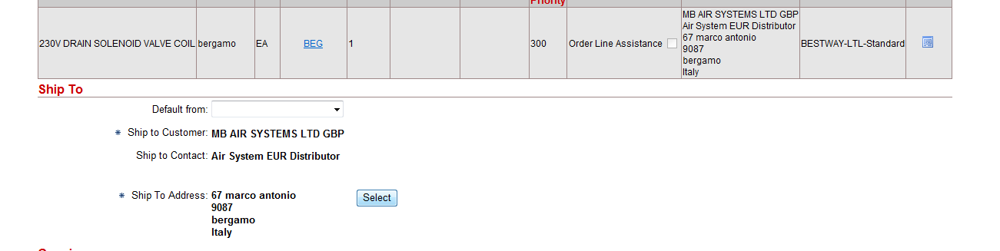 Priority
230V DRAIN SOLENOID VALVE COIL bergamo EA BEG 1 300 Order Line Assistance MB AIR SYSTEMS LTD GBP
Air System EUR Distributor
67 marco antonio
9087
bergamo
Italy
BESTWAY-LTL-Standard
Ship To
Default from:
* Ship to Customer: MB AIR SYSTEMS LTD GBP
Ship to Contact: Air System EUR Distributor
* Ship To Address: 67 marco antonio
9087
bergamo
Italy
Select